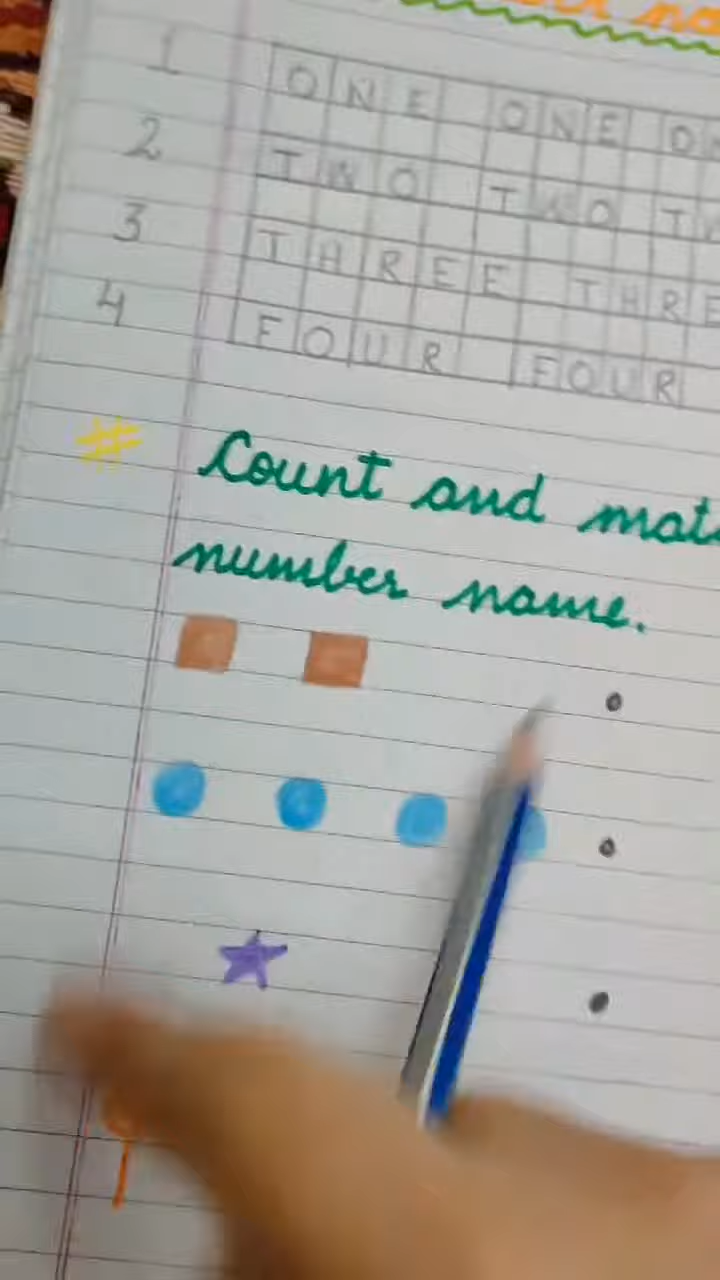 1 ONE ONE
2 TWO TWO
3 THREE THRE
4 FOUR FOUR
# Count and mat
number name.